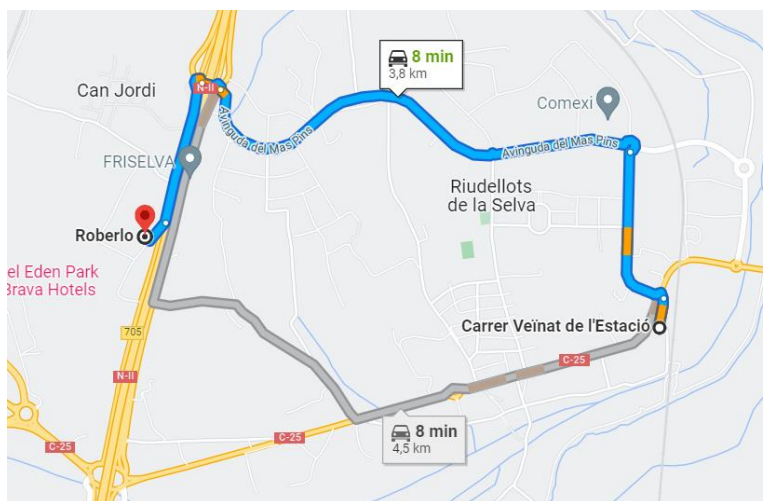 8 min
3,8 km
Can Jordi
N-II
Comexi
Avinguda del Mas Pins
Avinguda del Mas Pins
FRISELVA
Riudellots
de la Selva
Roberlo
el Eden Park
Brava Hotels
705
Carrer Veïnat de l'Estació
C-25
N-II
8 min
4,5 km
C-25
C-25